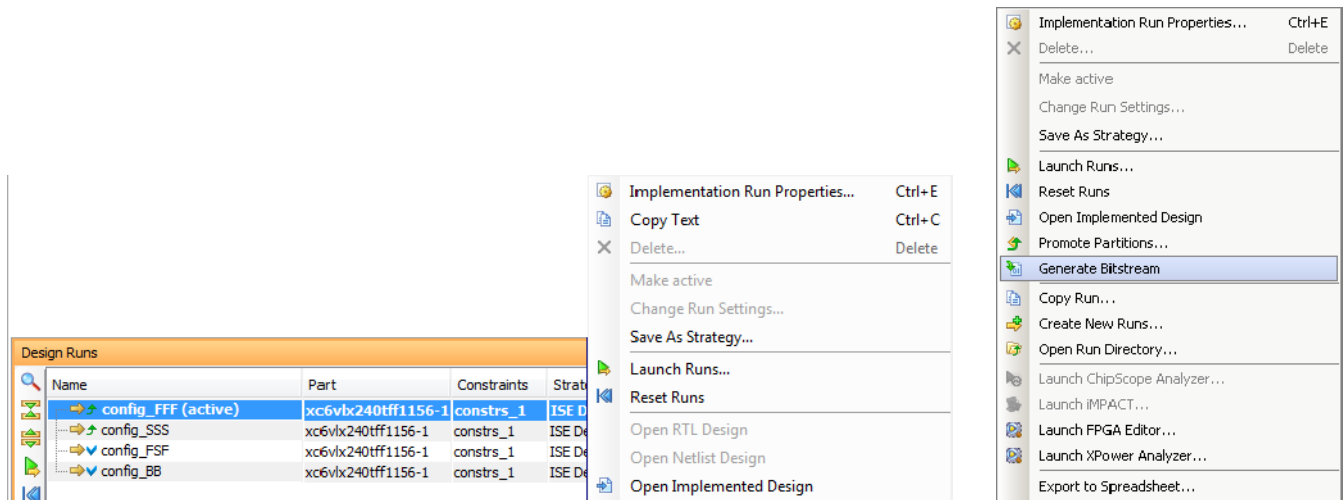 Implementation Run Properties... Ctrl+E
Delete... Delete
Make active
Change Run Settings...
Save As Strategy...
Launch Runs...
Reset Runs
Open Implemented Design
Promote Partitions...
Generate Bitstream
Copy Run...
Create New Runs...
Open Run Directory...
Launch ChipScope Analyzer...
Launch iMPACT...
Launch FPGA Editor...
Launch XPower Analyzer...
Export to Spreadsheet...
Implementation Run Properties... Ctrl+E
Copy Text Ctrl+C
Delete... Delete
Make active
Change Run Settings...
Save As Strategy...
Launch Runs...
Reset Runs
Open RTL Design
Open Netlist Design
Open Implemented Design
Design Runs
Name Part Constraints Strat
config_FFF (active) xc6vlx240tff1156-1 constrs_1 ISE D
config_SSS xc6vlx240tff1156-1 constrs_1 ISE De
config_FSF xc6vlx240tff1156-1 constrs_1 ISE De
config_BB xc6vlx240tff1156-1 constrs_1 ISE De